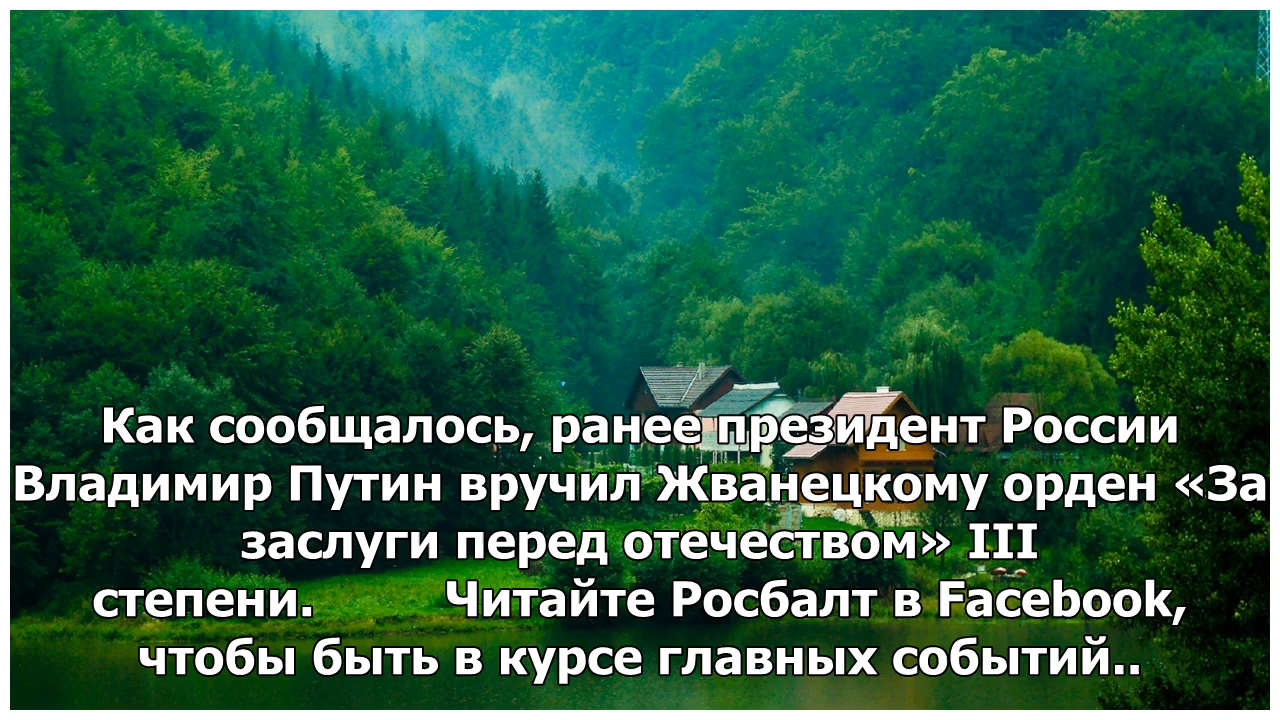 Как сообщалось, ранее президент России
Владимир Путин вручил Жванецкому орден «За
заслуги перед отечеством» III
степени. Читайте Росбалт в Facebook,
чтобы быть в курсе главных событий..